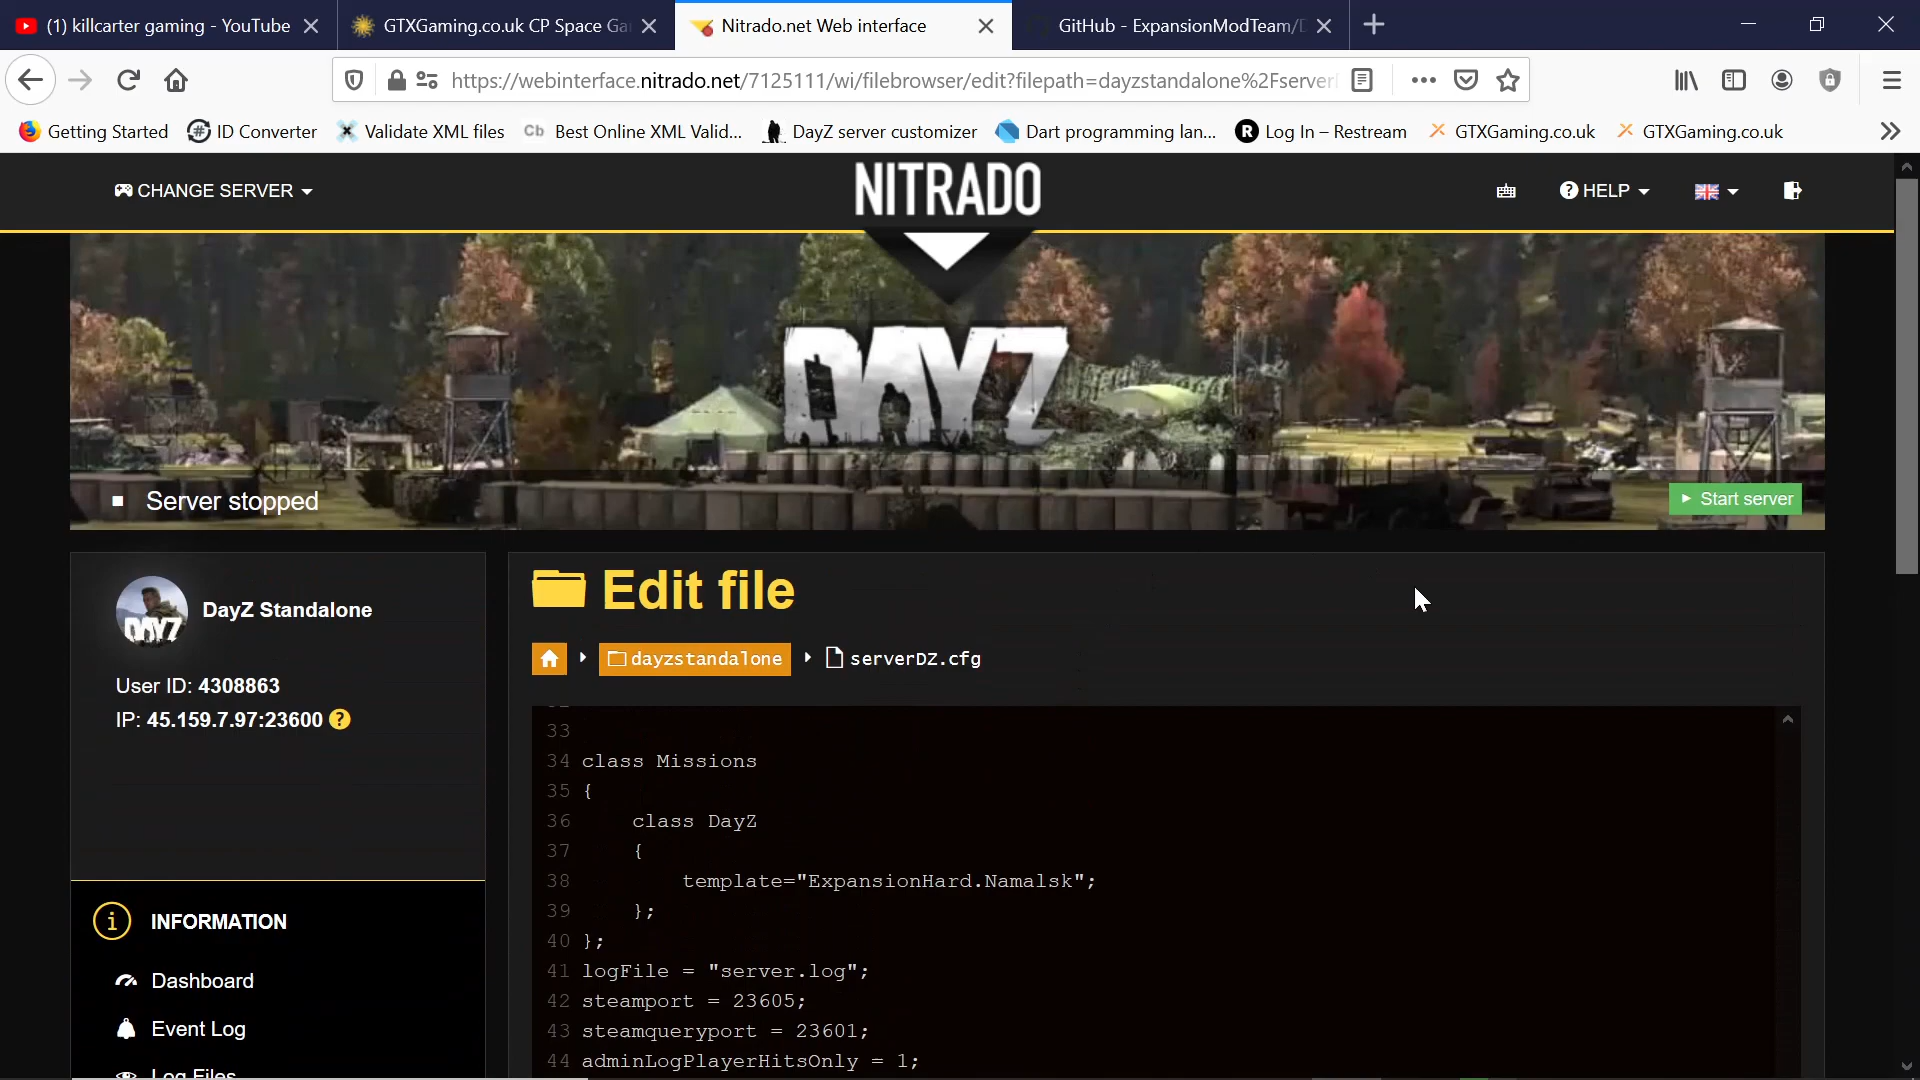 (1) killcarter gaming - YouTube
GTXGaming.co.uk CP Space Ga
Nitrado.net Web interface
GitHub - ExpansionModTeam/D
https://webinterface.nitrado.net/7125111/wi/filebrowser/edit?filepath=dayzstandalone%2Fserver
Getting Started
ID Converter
Validate XML files
Cb Best Online XML Valid...
DayZ server customizer
Dart programming lan...
R Log In – Restream
GTXGaming.co.uk
GTXGaming.co.uk
CHANGE SERVER
NITRADO
HELP
DAYZ
Server stopped
Start server
DAYZ
DayZ Standalone
User ID: 4308863
IP: 45.159.7.97:23600 ?
INFORMATION
Dashboard
Event Log
Log Files
Edit file
dayzstandalone
serverDZ.cfg
33
34 class Missions
35 {
36 class DayZ
37 {
38 template="ExpansionHard.Namalsk";
39 };
40 };
41 logFile = "server.log";
42 steamport = 23605;
43 steamqueryport = 23601;
44 adminLogPlayerHitsOnly = 1;